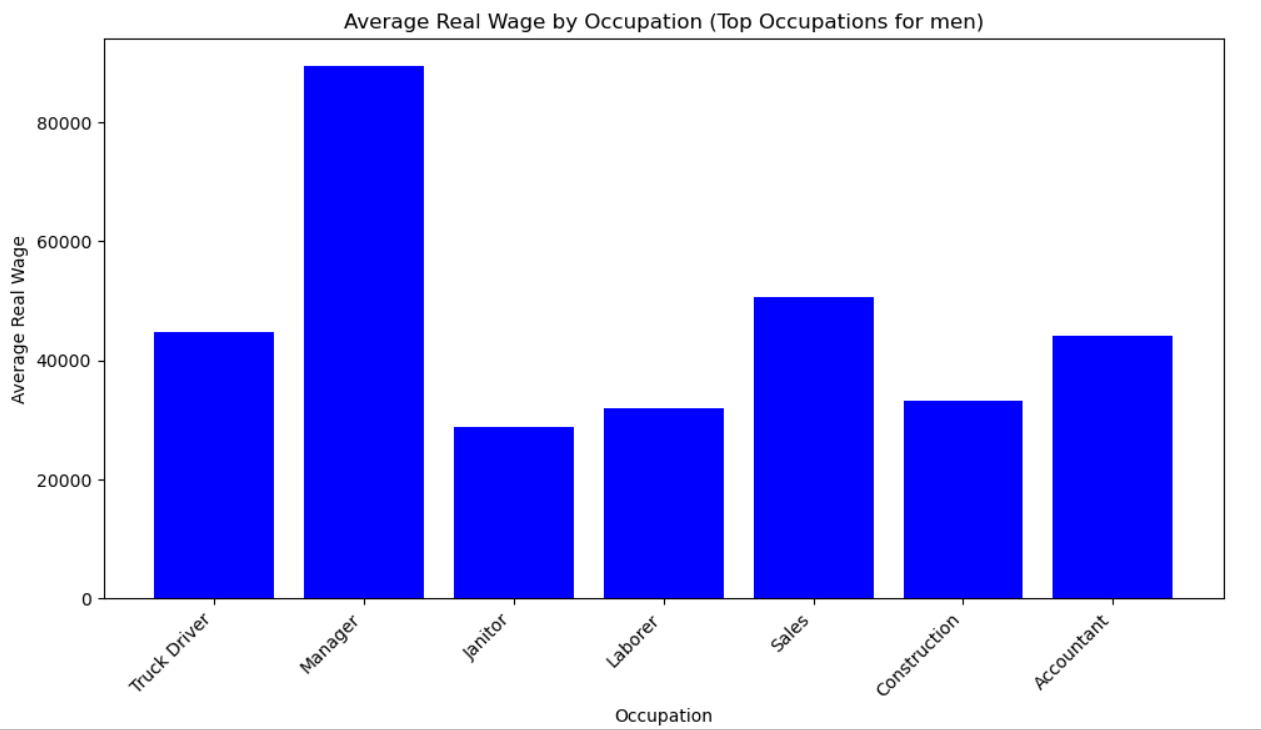 Average Real Wage by Occupation (Top Occupations for men)
Average Real Wage
80000
60000
40000
20000
0
Truck Driver
Manager
Janitor
Laborer
Sales
Construction
Accountant
Occupation